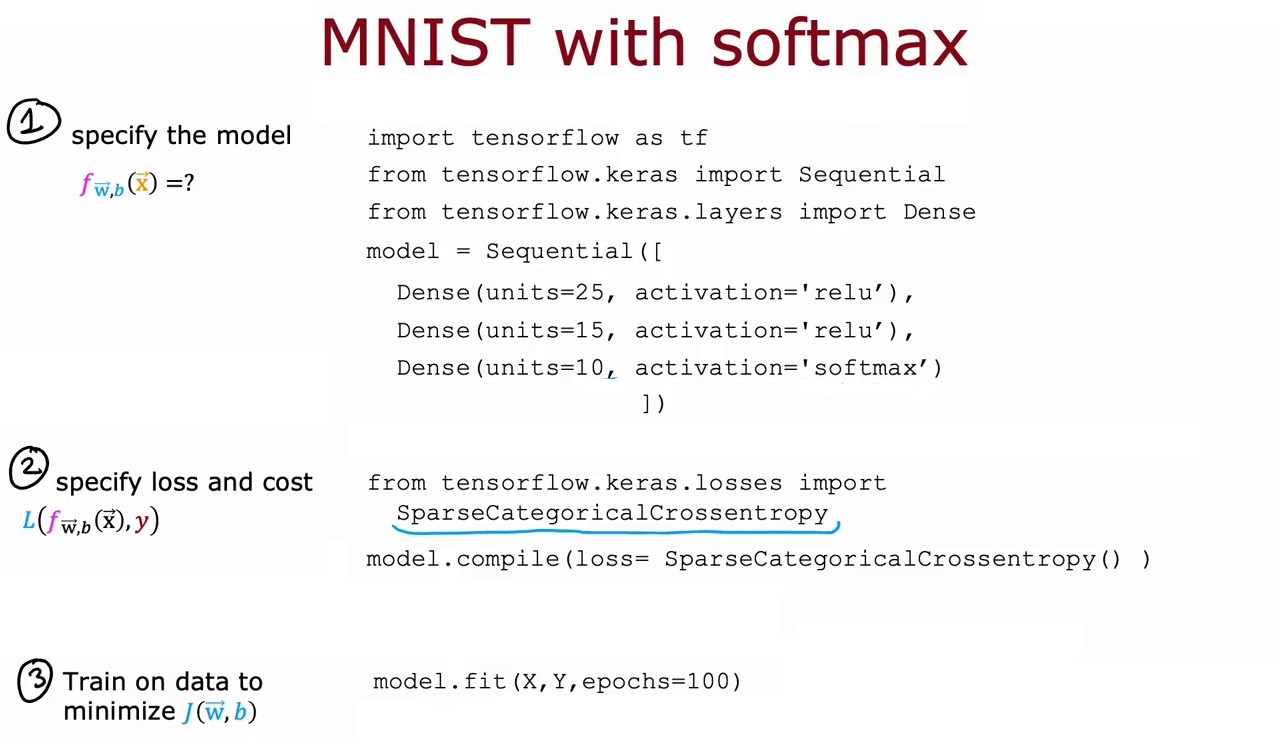 MNIST with softmax
① specify the model
f w⃗,b (x⃗) =?
import tensorflow as tf
from tensorflow.keras import Sequential
from tensorflow.keras.layers import Dense
model = Sequential([
Dense(units=25, activation='relu’),
Dense(units=15, activation='relu’),
Dense(units=10, activation='softmax’)
])
② specify loss and cost
L(f w⃗,b (x⃗), y)
from tensorflow.keras.losses import
SparseCategoricalCrossentropy
model.compile(loss= SparseCategoricalCrossentropy() )
③ Train on data to
minimize J(w⃗, b)
model.fit(X,Y,epochs=100)